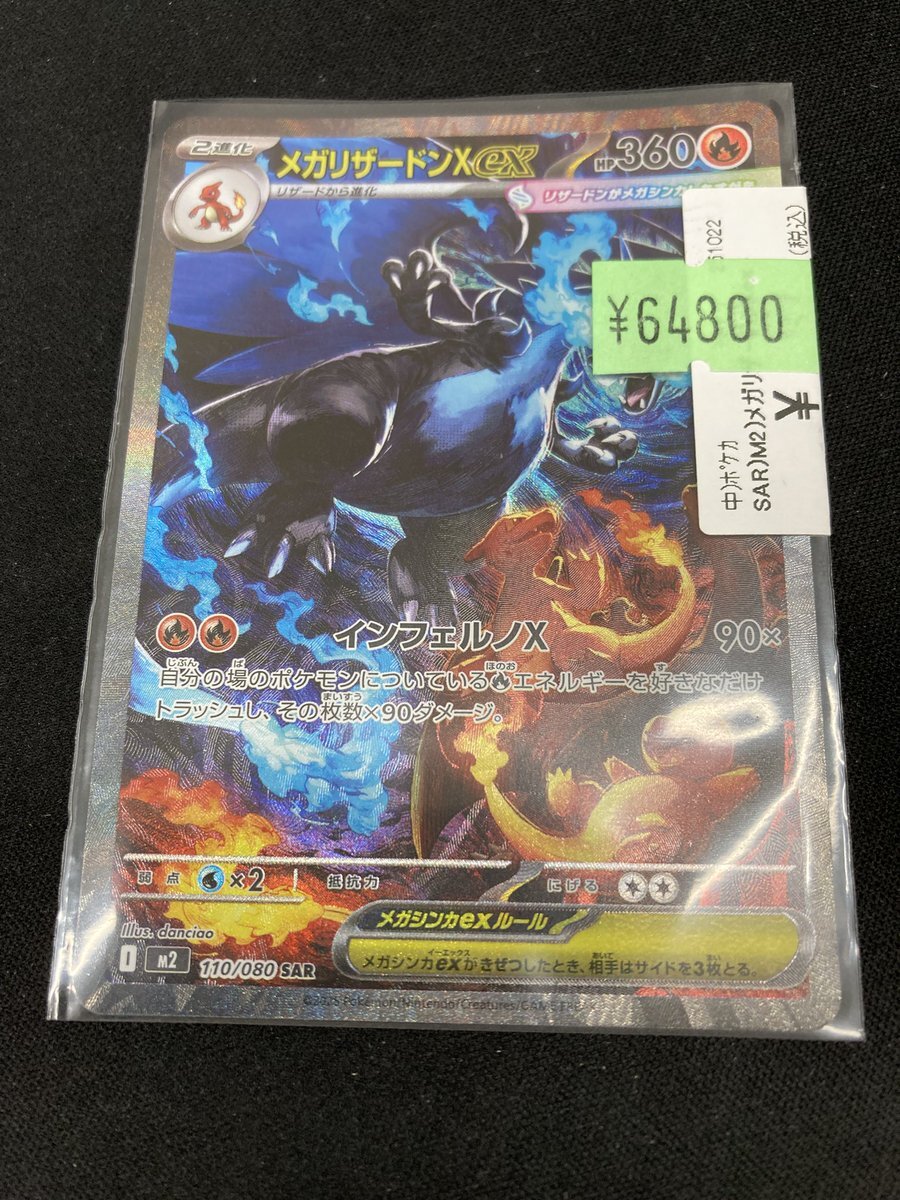 2進化
メガリザードンXex
HP360
リザードから進化
リザードンがメガシンカ
51022
(税込)
¥64800
¥
中)ポケカ
SAR)M2)メガリ
インフェルノX 90×
自分の場のポケモンについているエネルギーを好きなだけ
トラッシュし、その枚数×90ダメージ。
弱点 ×2 抵抗力 にげる
メガシンカexルール
メガシンカexがきぜつしたとき、相手はサイドを3枚とる。
Illus. danciao
I M2 110/080 SAR
©2025 Pokémon/Nintendo/Creatures/GAME FREAK